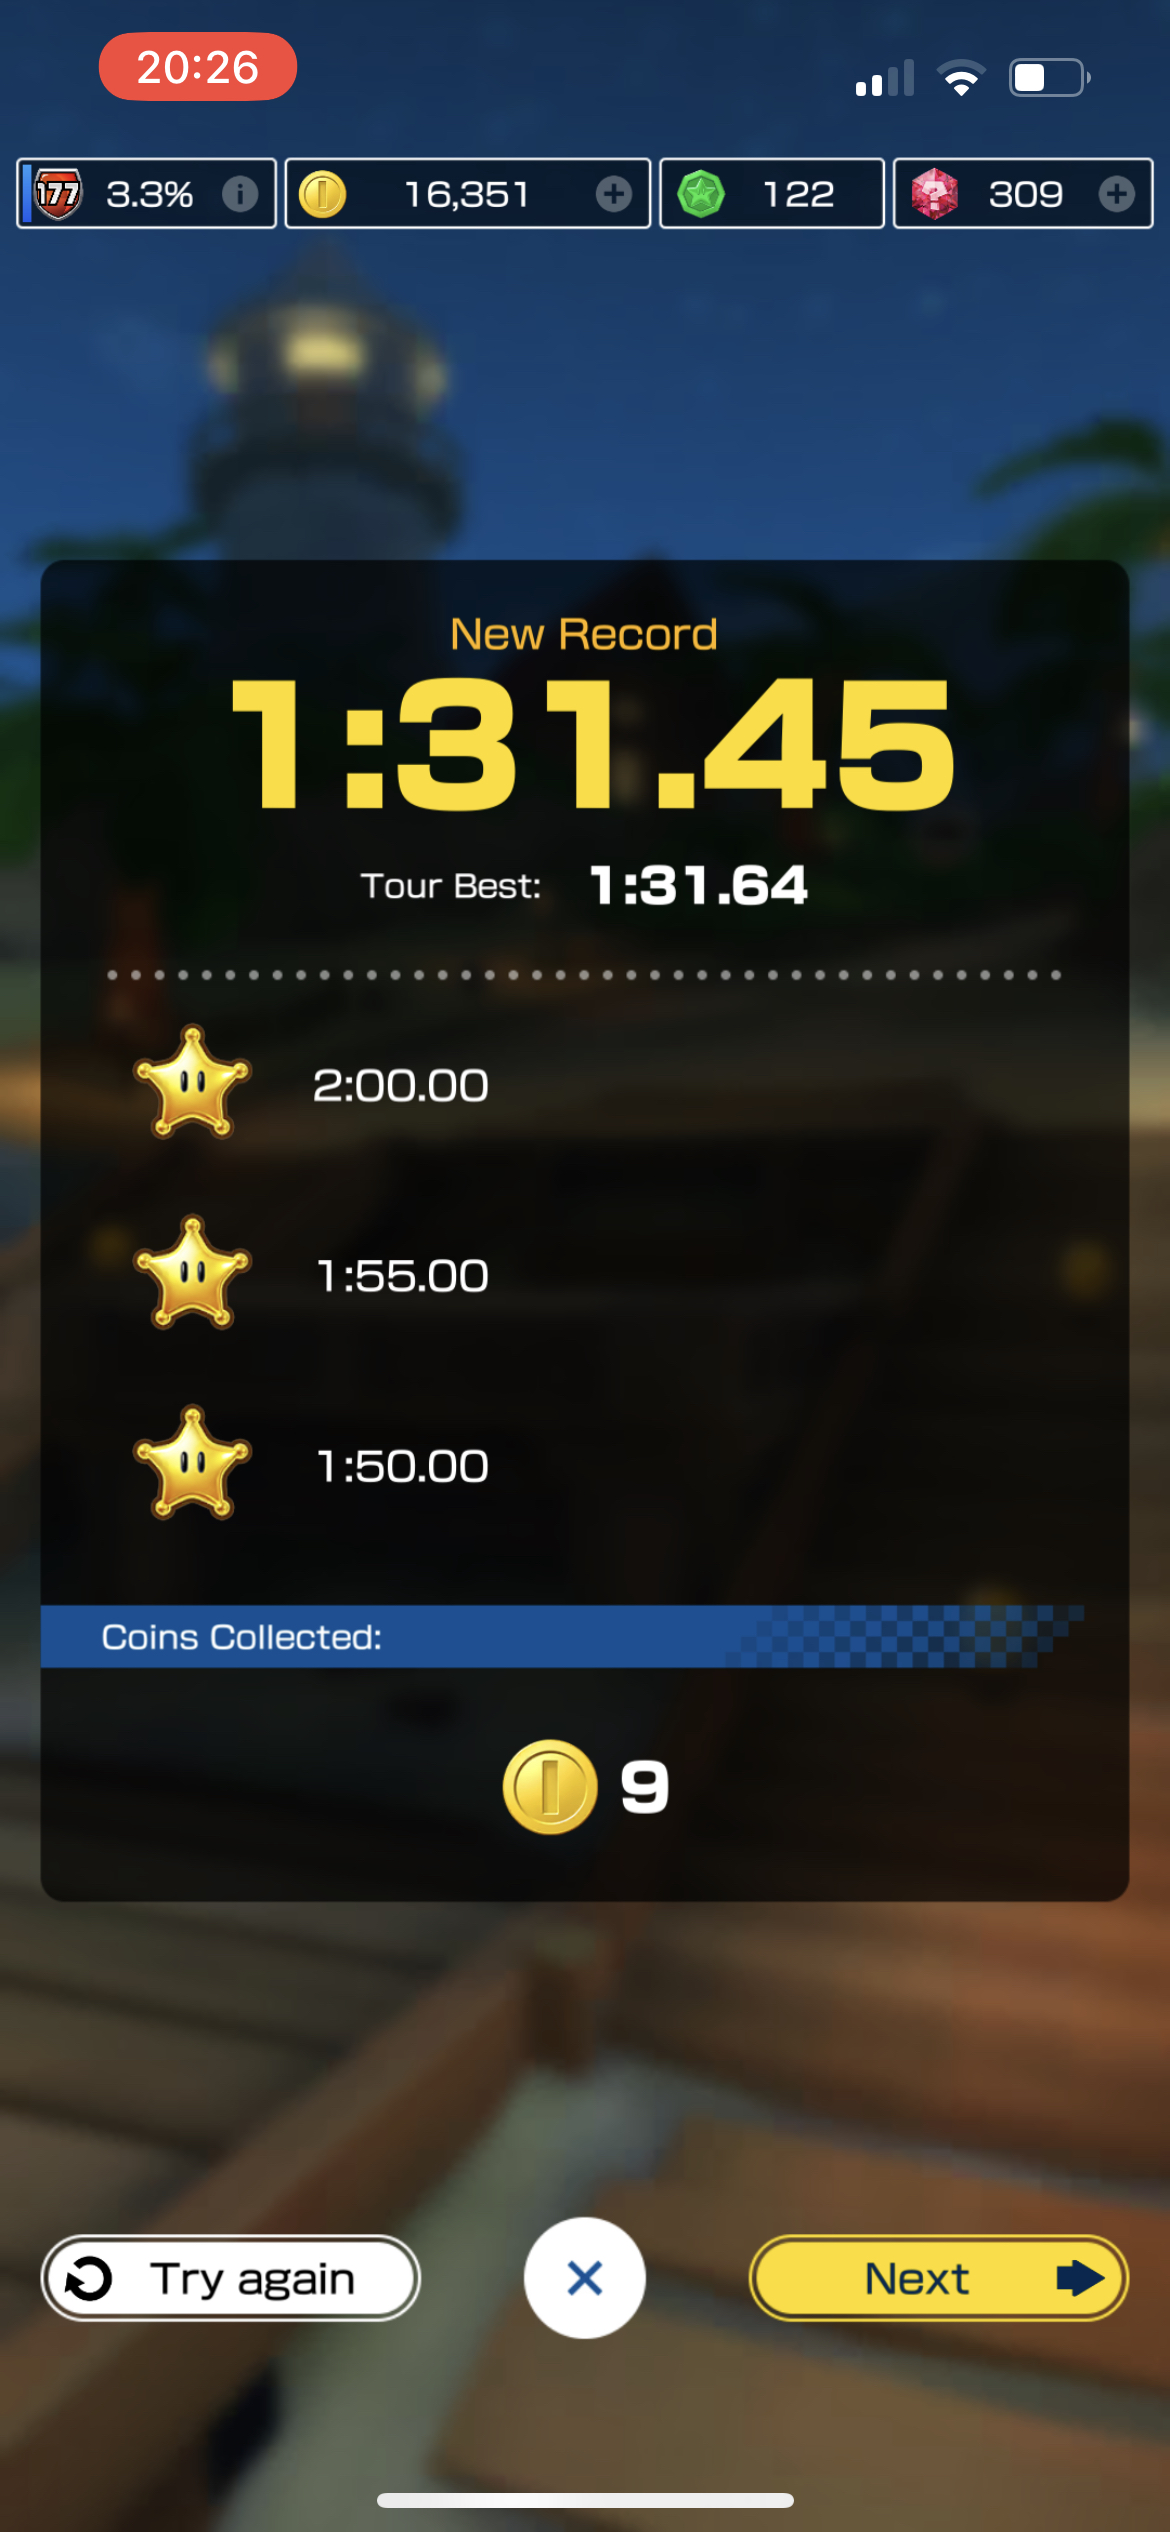 20:26
177 3.3% 16,351 122 309
New Record
1:31.45
Tour Best: 1:31.64
2:00.00
1:55.00
1:50.00
Coins Collected:
9
Try again
Next